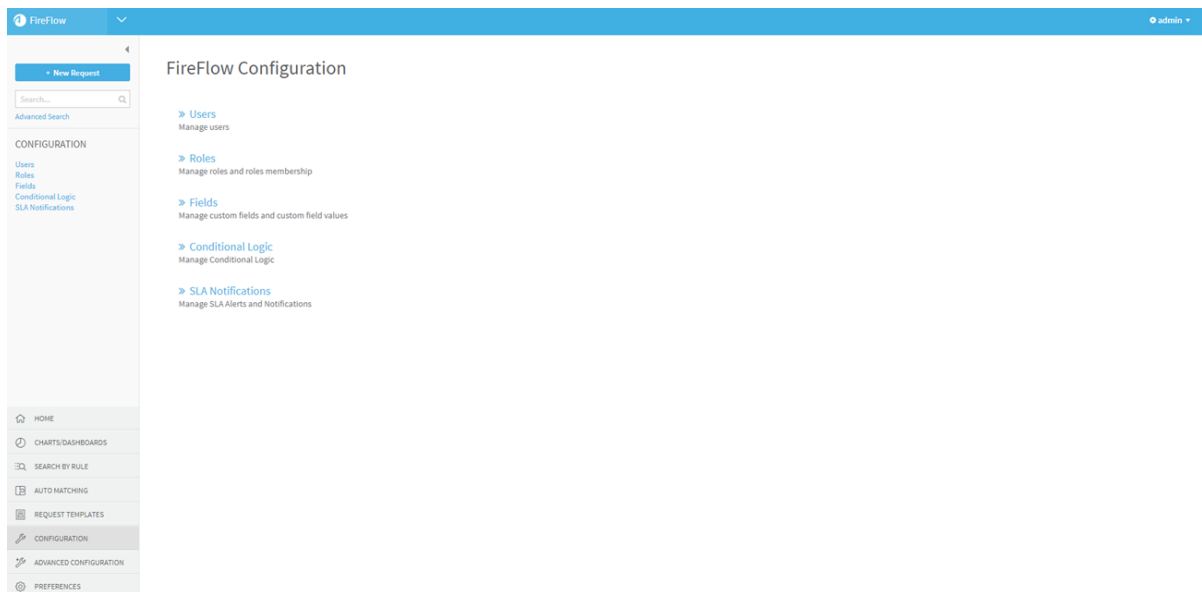 FireFlow
admin
+ New Request
Search...
Advanced Search
CONFIGURATION
Users
Roles
Fields
Conditional Logic
SLA Notifications
HOME
CHARTS/DASHBOARDS
SEARCH BY RULE
AUTO MATCHING
REQUEST TEMPLATES
CONFIGURATION
ADVANCED CONFIGURATION
PREFERENCES
FireFlow Configuration
» Users
Manage users
» Roles
Manage roles and roles membership
» Fields
Manage custom fields and custom field values
» Conditional Logic
Manage Conditional Logic
» SLA Notifications
Manage SLA Alerts and Notifications